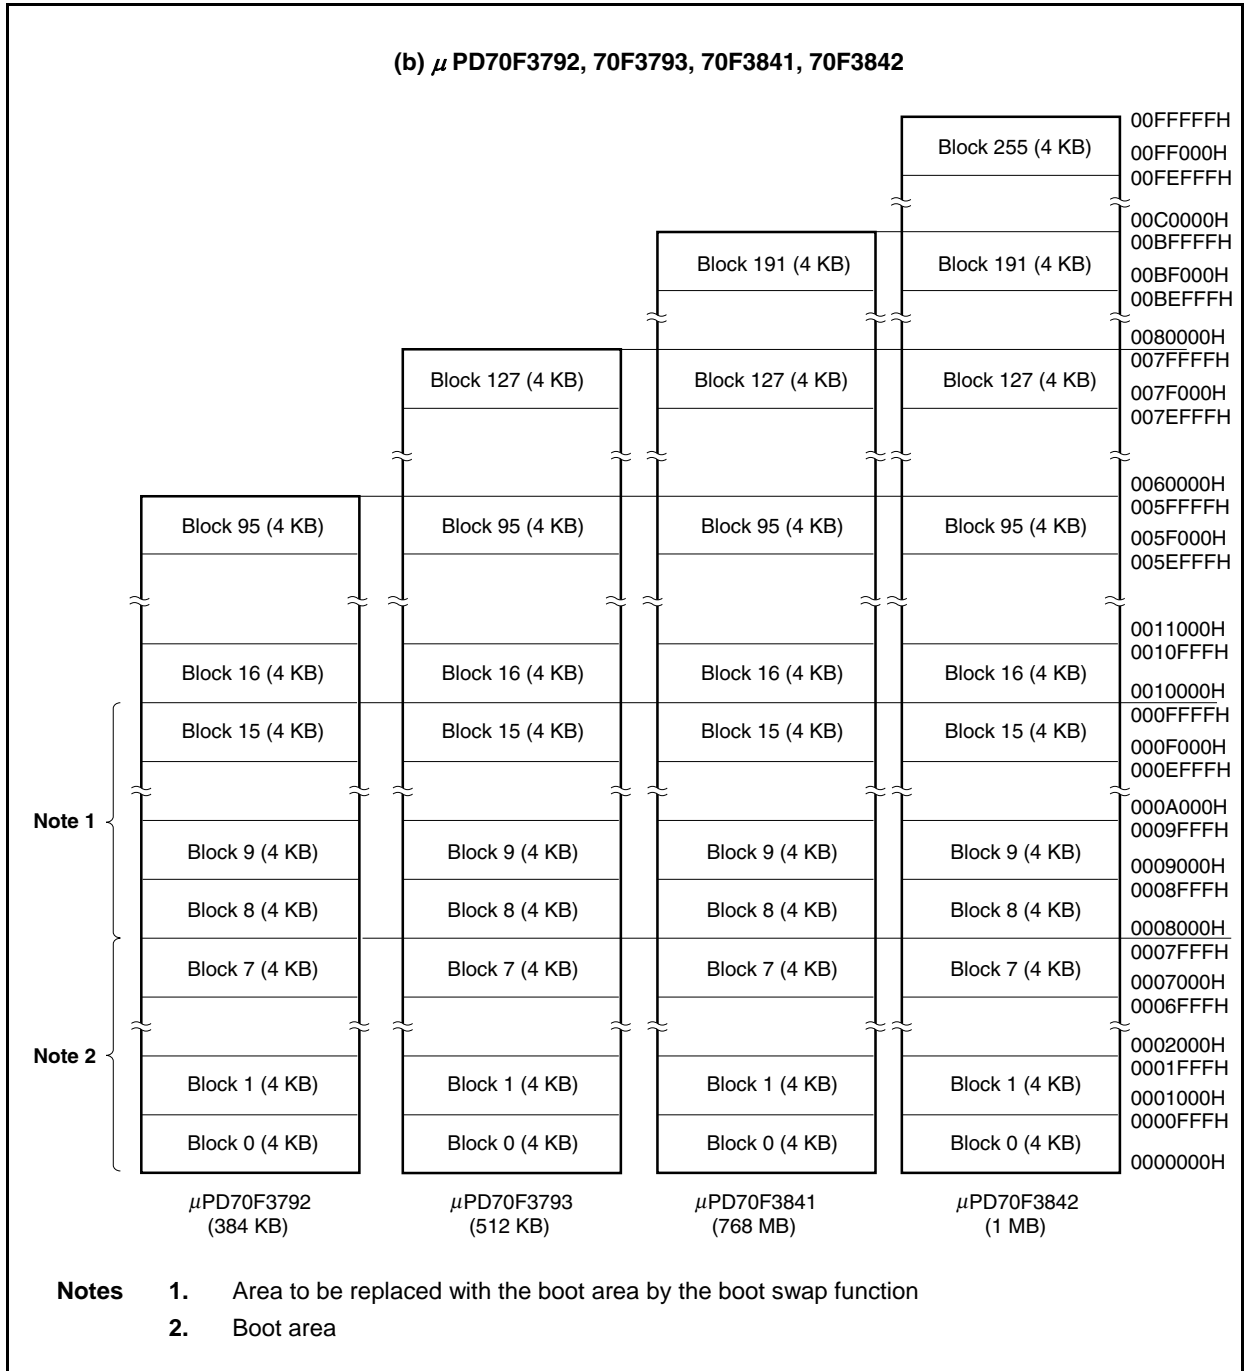 (b) μ PD70F3792, 70F3793, 70F3841, 70F3842
00FFFFFH
Block 255 (4 KB)
00FF000H
00FEFFFH
00C0000H
00BFFFFH
Block 191 (4 KB) Block 191 (4 KB)
00BF000H
00BEFFFH
0080000H
007FFFFH
Block 127 (4 KB) Block 127 (4 KB) Block 127 (4 KB)
007F000H
007EFFFH
0060000H
005FFFFH
Block 95 (4 KB) Block 95 (4 KB) Block 95 (4 KB) Block 95 (4 KB)
005F000H
005EFFFH
0011000H
0010FFFH
Block 16 (4 KB) Block 16 (4 KB) Block 16 (4 KB) Block 16 (4 KB)
0010000H
000FFFFH
Block 15 (4 KB) Block 15 (4 KB) Block 15 (4 KB) Block 15 (4 KB)
000F000H
000EFFFH
000A000H
Note 1
0009FFFH
Block 9 (4 KB) Block 9 (4 KB) Block 9 (4 KB) Block 9 (4 KB)
0009000H
0008FFFH
Block 8 (4 KB) Block 8 (4 KB) Block 8 (4 KB) Block 8 (4 KB)
0008000H
0007FFFH
Block 7 (4 KB) Block 7 (4 KB) Block 7 (4 KB) Block 7 (4 KB)
0007000H
0006FFFH
0002000H
Note 2
0001FFFH
Block 1 (4 KB) Block 1 (4 KB) Block 1 (4 KB) Block 1 (4 KB)
0001000H
0000FFFH
Block 0 (4 KB) Block 0 (4 KB) Block 0 (4 KB) Block 0 (4 KB)
0000000H
μPD70F3792 μPD70F3793 μPD70F3841 μPD70F3842
(384 KB) (512 KB) (768 MB) (1 MB)
Notes 1. Area to be replaced with the boot area by the boot swap function
2. Boot area